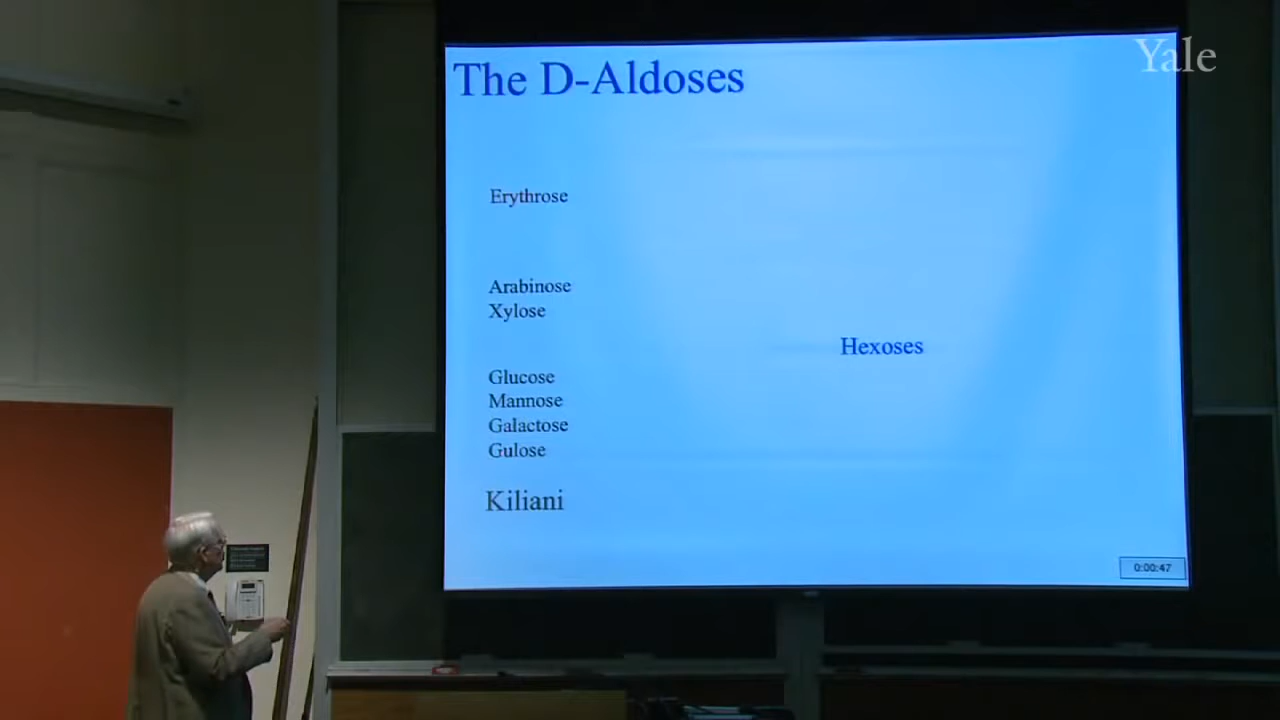 Yale
The D-Aldoses
Erythrose
Arabinose
Xylose
Hexoses
Glucose
Mannose
Galactose
Gulose
Kiliani
0:00:47